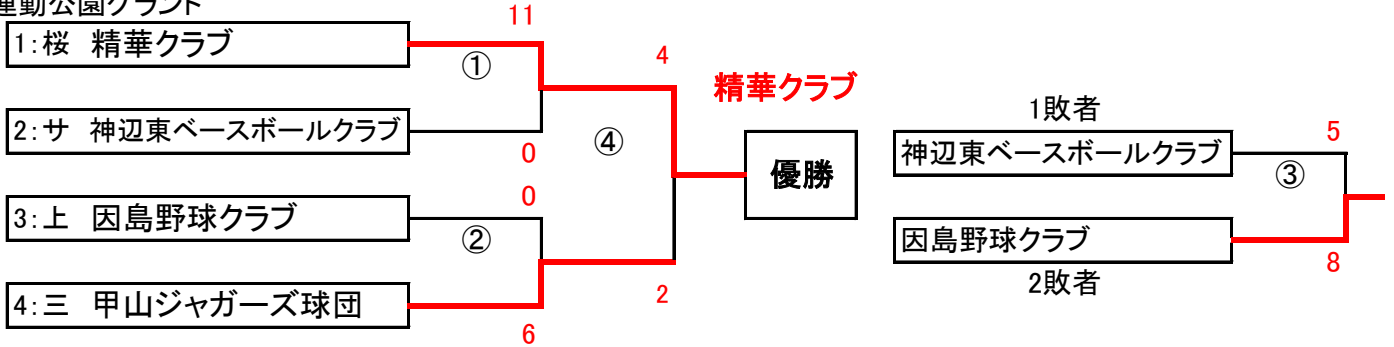 運動公園グランド
11
1:桜 精華クラブ
①
4
精華クラブ
1敗者
2:サ 神辺東ベースボールクラブ
0
④
優勝
神辺東ベースボールクラブ
5
③
0
3:上 因島野球クラブ
②
因島野球クラブ
8
2敗者
4:三 甲山ジャガーズ球団
2
6